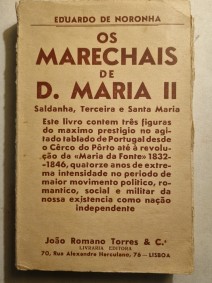 EDUARDO DE NORONHA
OS
MARECHAIS
DE
D. MARIA II
Saldanha, Terceira e Santa Maria
Este livro contem três figuras
do maximo prestigio no agi-
tado tablado de Portugal desde
o Cêrco do Pôrto até á revolu-
ção da «Maria da Fonte» 1832-
-1846, quatorze anos de extre-
ma intensidade no periodo de
maior movimento politico, ro-
mantico, social e militar da
nossa existencia como nação
independente
João Romano Torres & C.ª
LIVRARIA EDITORA
70, Rua Alexandre Herculano, 76 — LISBOA